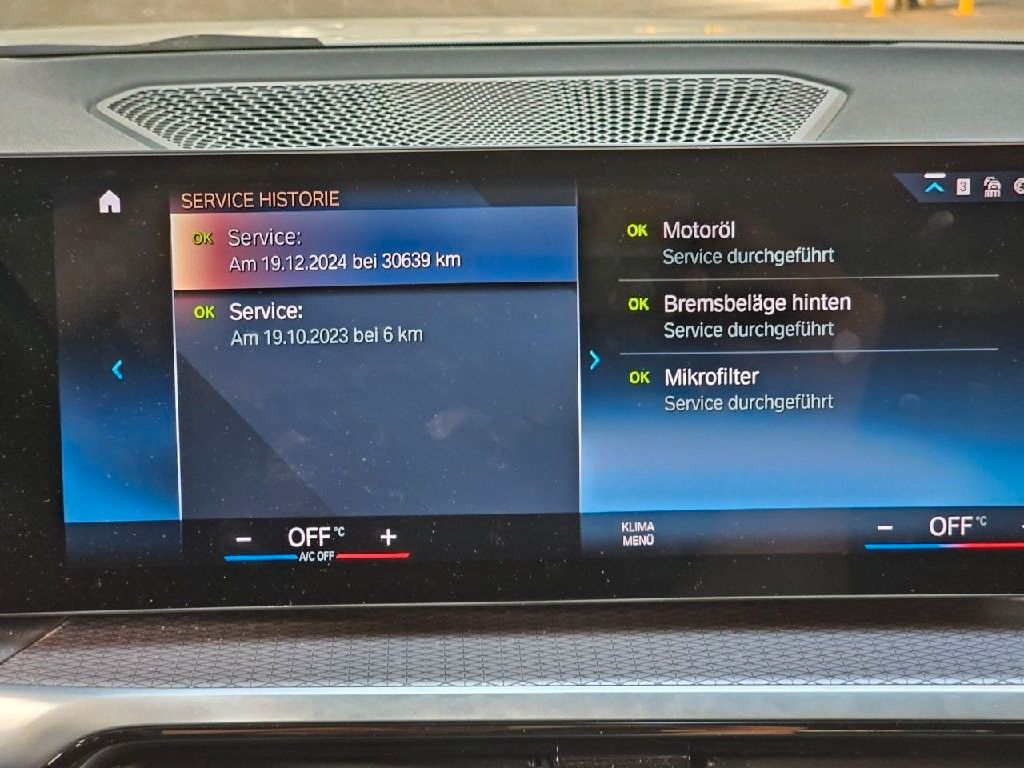 SERVICE HISTORIE
OK Service:
Am 19.12.2024 bei 30639 km
OK Service:
Am 19.10.2023 bei 6 km
3
OK Motoröl
Service durchgeführt
OK Bremsbeläge hinten
Service durchgeführt
OK Mikrofilter
Service durchgeführt
- OFF °C +
A/C OFF
KLIMA
MENÜ
- OFF °C